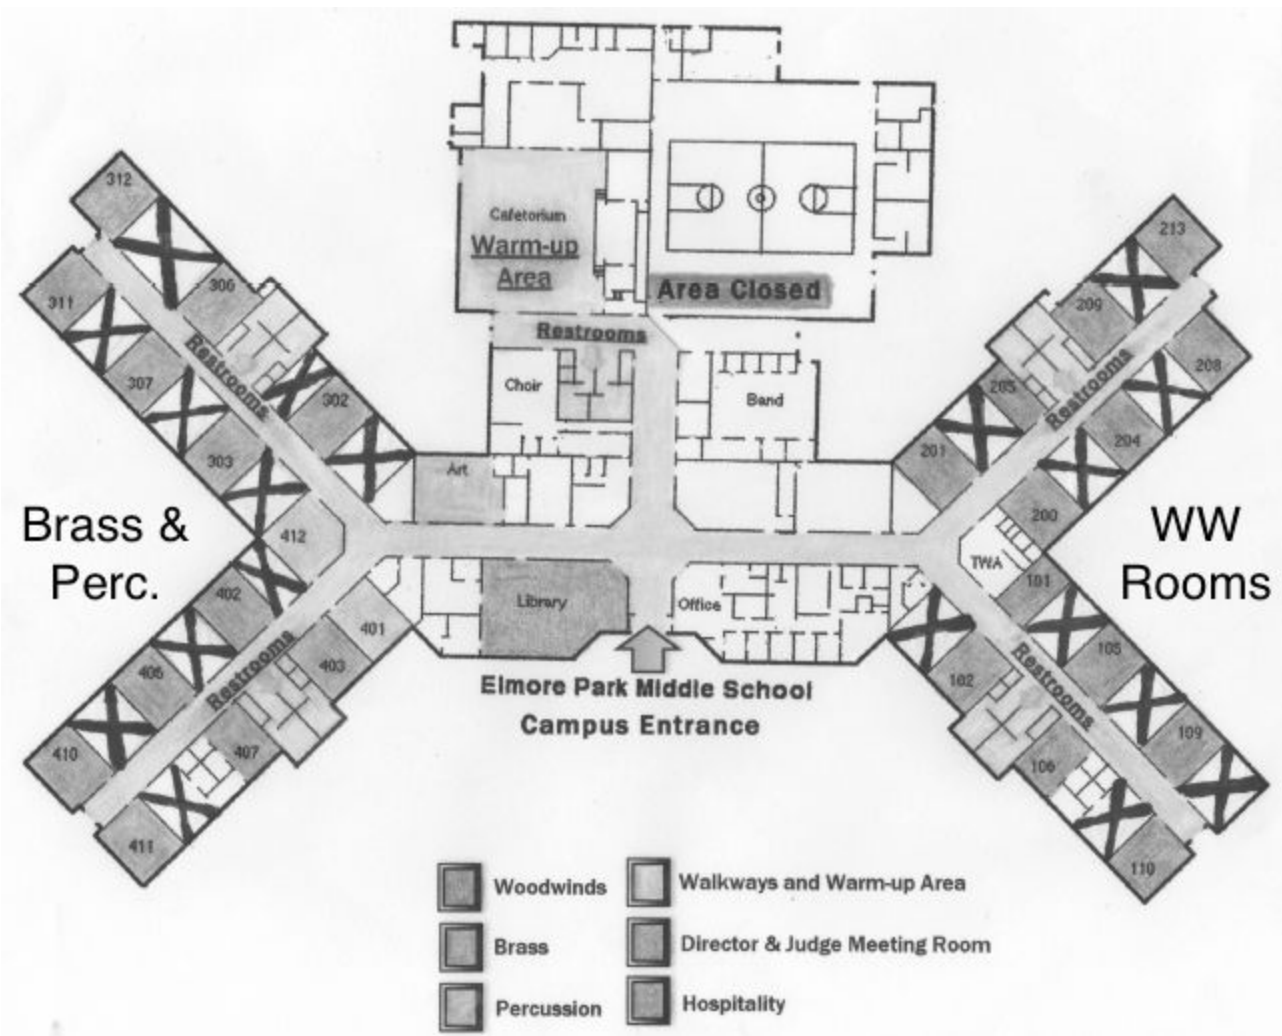 312
213
Cafetorium
Warm-up
Area
306
311
209
Area Closed
Restrooms
Restrooms
Restrooms
307
Choir
Band
302
205
208
204
201
303
Art
Brass &
Perc.
412
200
WW
Rooms
TWA
101
402
Library
Office
401
403
105
Restrooms
Restrooms
406
102
Elmore Park Middle School
Campus Entrance
410
407
109
106
411
110
Woodwinds
Walkways and Warm-up Area
Brass
Director & Judge Meeting Room
Percussion
Hospitality